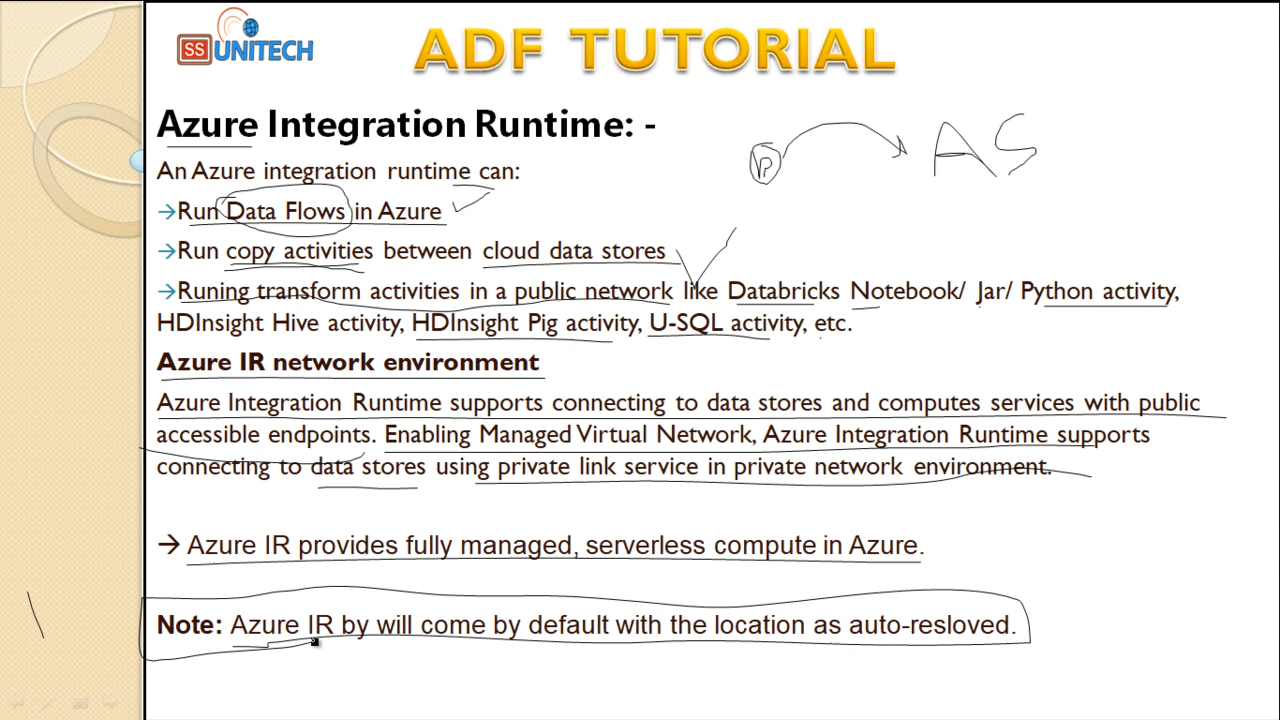 SS UNITECH
ADF TUTORIAL
Azure Integration Runtime: -
An Azure integration runtime can:
→Run Data Flows in Azure
→Run copy activities between cloud data stores
→Runing transform activities in a public network like Databricks Notebook/ Jar/ Python activity,
HDInsight Hive activity, HDInsight Pig activity, U-SQL activity, etc.
P
AS
Azure IR network environment
Azure Integration Runtime supports connecting to data stores and computes services with public
accessible endpoints. Enabling Managed Virtual Network, Azure Integration Runtime supports
connecting to data stores using private link service in private network environment.
→ Azure IR provides fully managed, serverless compute in Azure.
Note: Azure IR by will come by default with the location as auto-resloved.